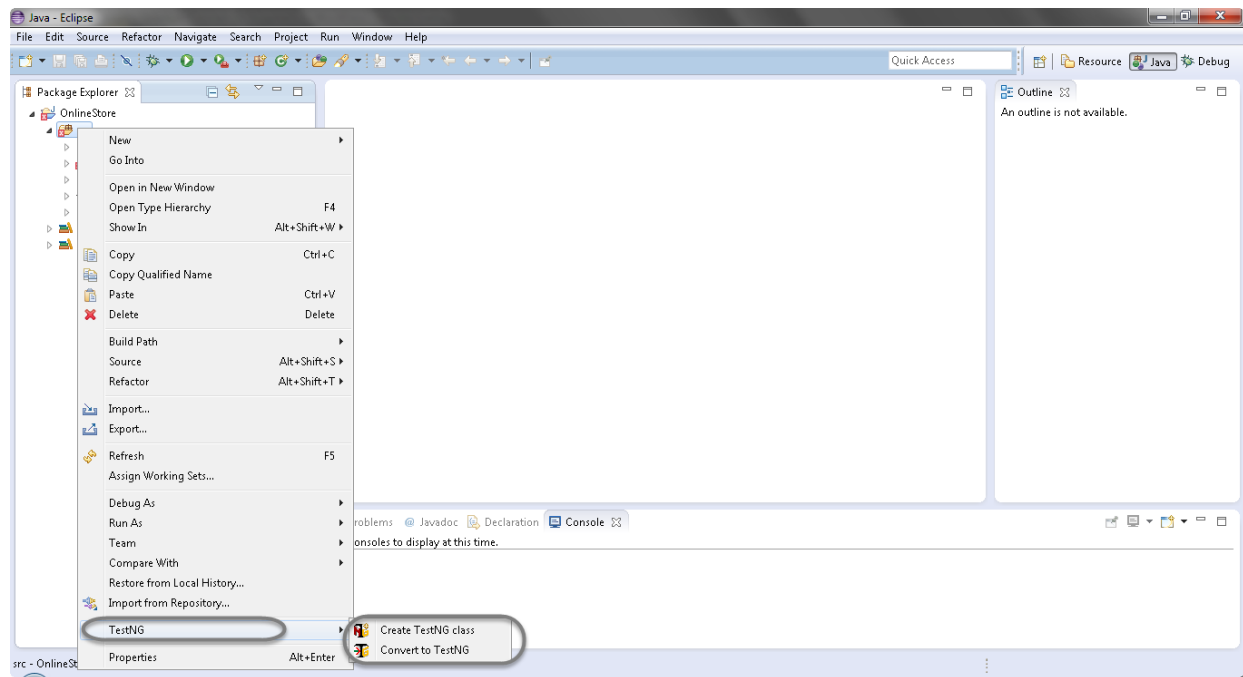 Java - Eclipse
File Edit Source Refactor Navigate Search Project Run Window Help
Quick Access
Resource Java Debug
Package Explorer
OnlineStore
Outline
An outline is not available.
New
Go Into
Open in New Window
Open Type Hierarchy F4
Show In Alt+Shift+W
Copy Ctrl+C
Copy Qualified Name
Paste Ctrl+V
Delete Delete
Build Path
Source Alt+Shift+S
Refactor Alt+Shift+T
Import...
Export...
Refresh F5
Assign Working Sets...
Debug As
Run As
Team
Compare With
Restore from Local History...
Import from Repository...
TestNG
Properties Alt+Enter
Create TestNG class
Convert to TestNG
roblems @ Javadoc Declaration Console
onsoles to display at this time.
src - OnlineSt